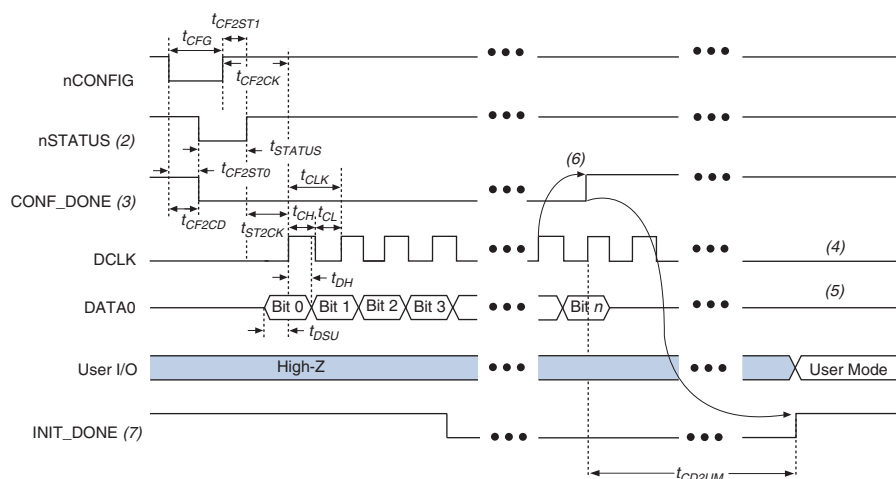 tCF2ST1
tCFG
tCF2CK
nCONFIG
nSTATUS (2)
tSTATUS
tCF2ST0
tCLK
(6)
CONF_DONE (3)
tCF2CD
tST2CK
tCH
tCL
DCLK
(4)
tDH
DATA0
Bit 0
Bit 1
Bit 2
Bit 3
Bit n
(5)
tDSU
User I/O
High-Z
User Mode
INIT_DONE (7)
tCD2UM